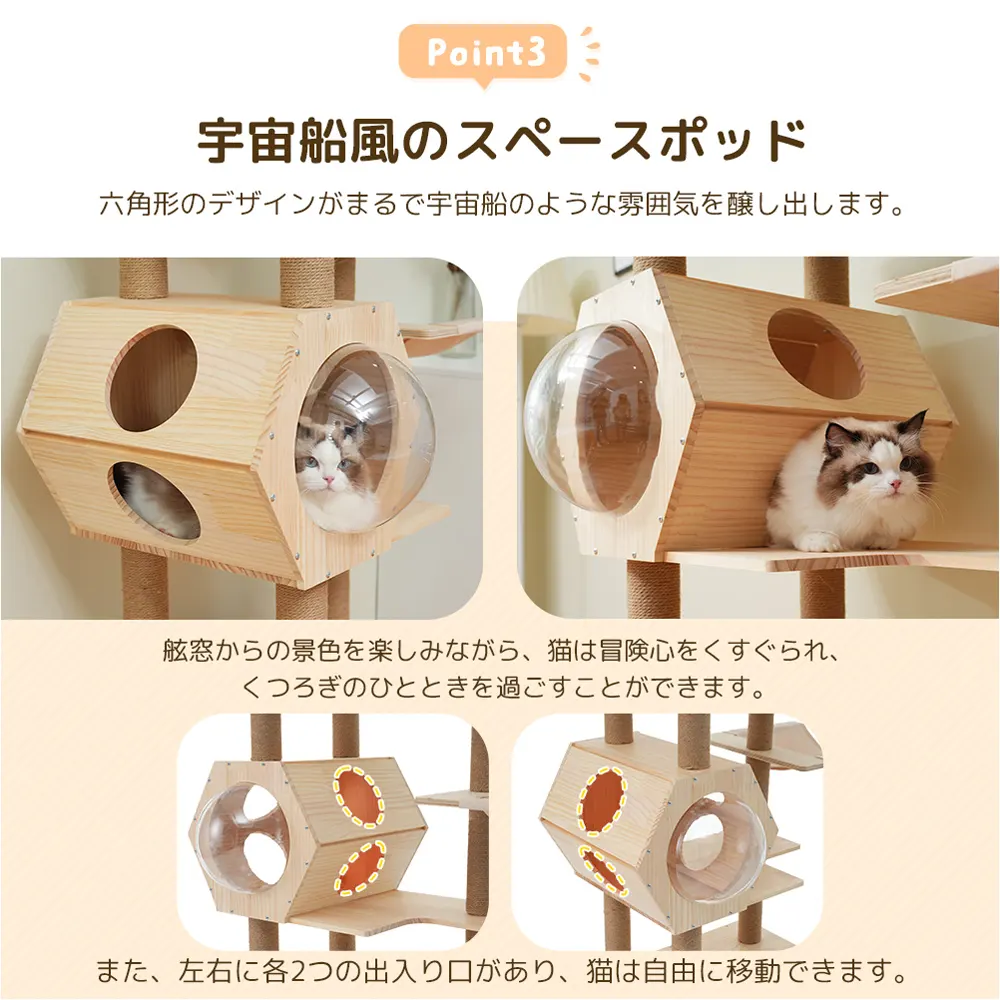 Point3
宇宙船風のスペースポッド
六角形のデザインがまるで宇宙船のような雰囲気を醸し出します。
舷窓からの景色を楽しみながら、猫は冒険心をくすぐられ、
くつろぎのひとときを過ごすことができます。
また、左右に各2つの出入り口があり、猫は自由に移動できます。